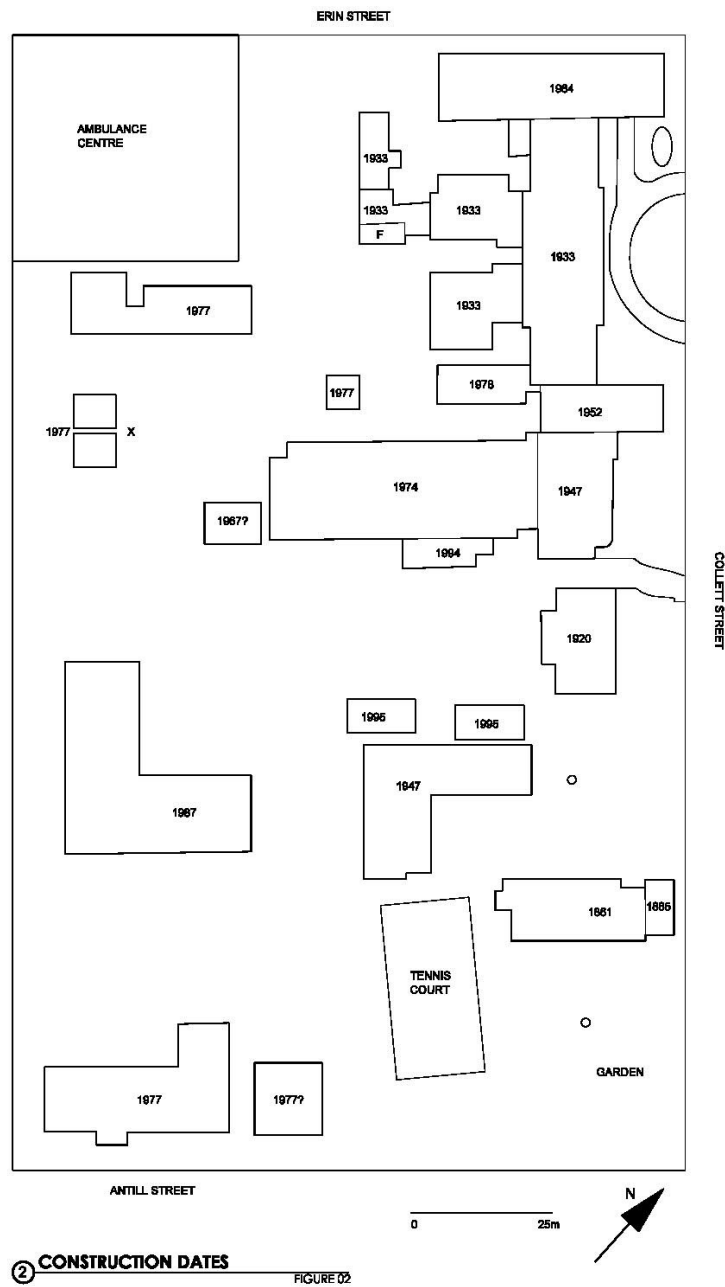 ERIN STREET
AMBULANCE
CENTRE
1964
1933
1933
1933
F
1933
1933
1977
1977
1978
1952
1977
X
1974
1947
1967?
1994
COLLETT STREET
1920
1995
1995
1947
1987
1861
1885
TENNIS
COURT
GARDEN
1977
1977?
ANTILL STREET
N
0
25m
2
CONSTRUCTION DATES
FIGURE 02